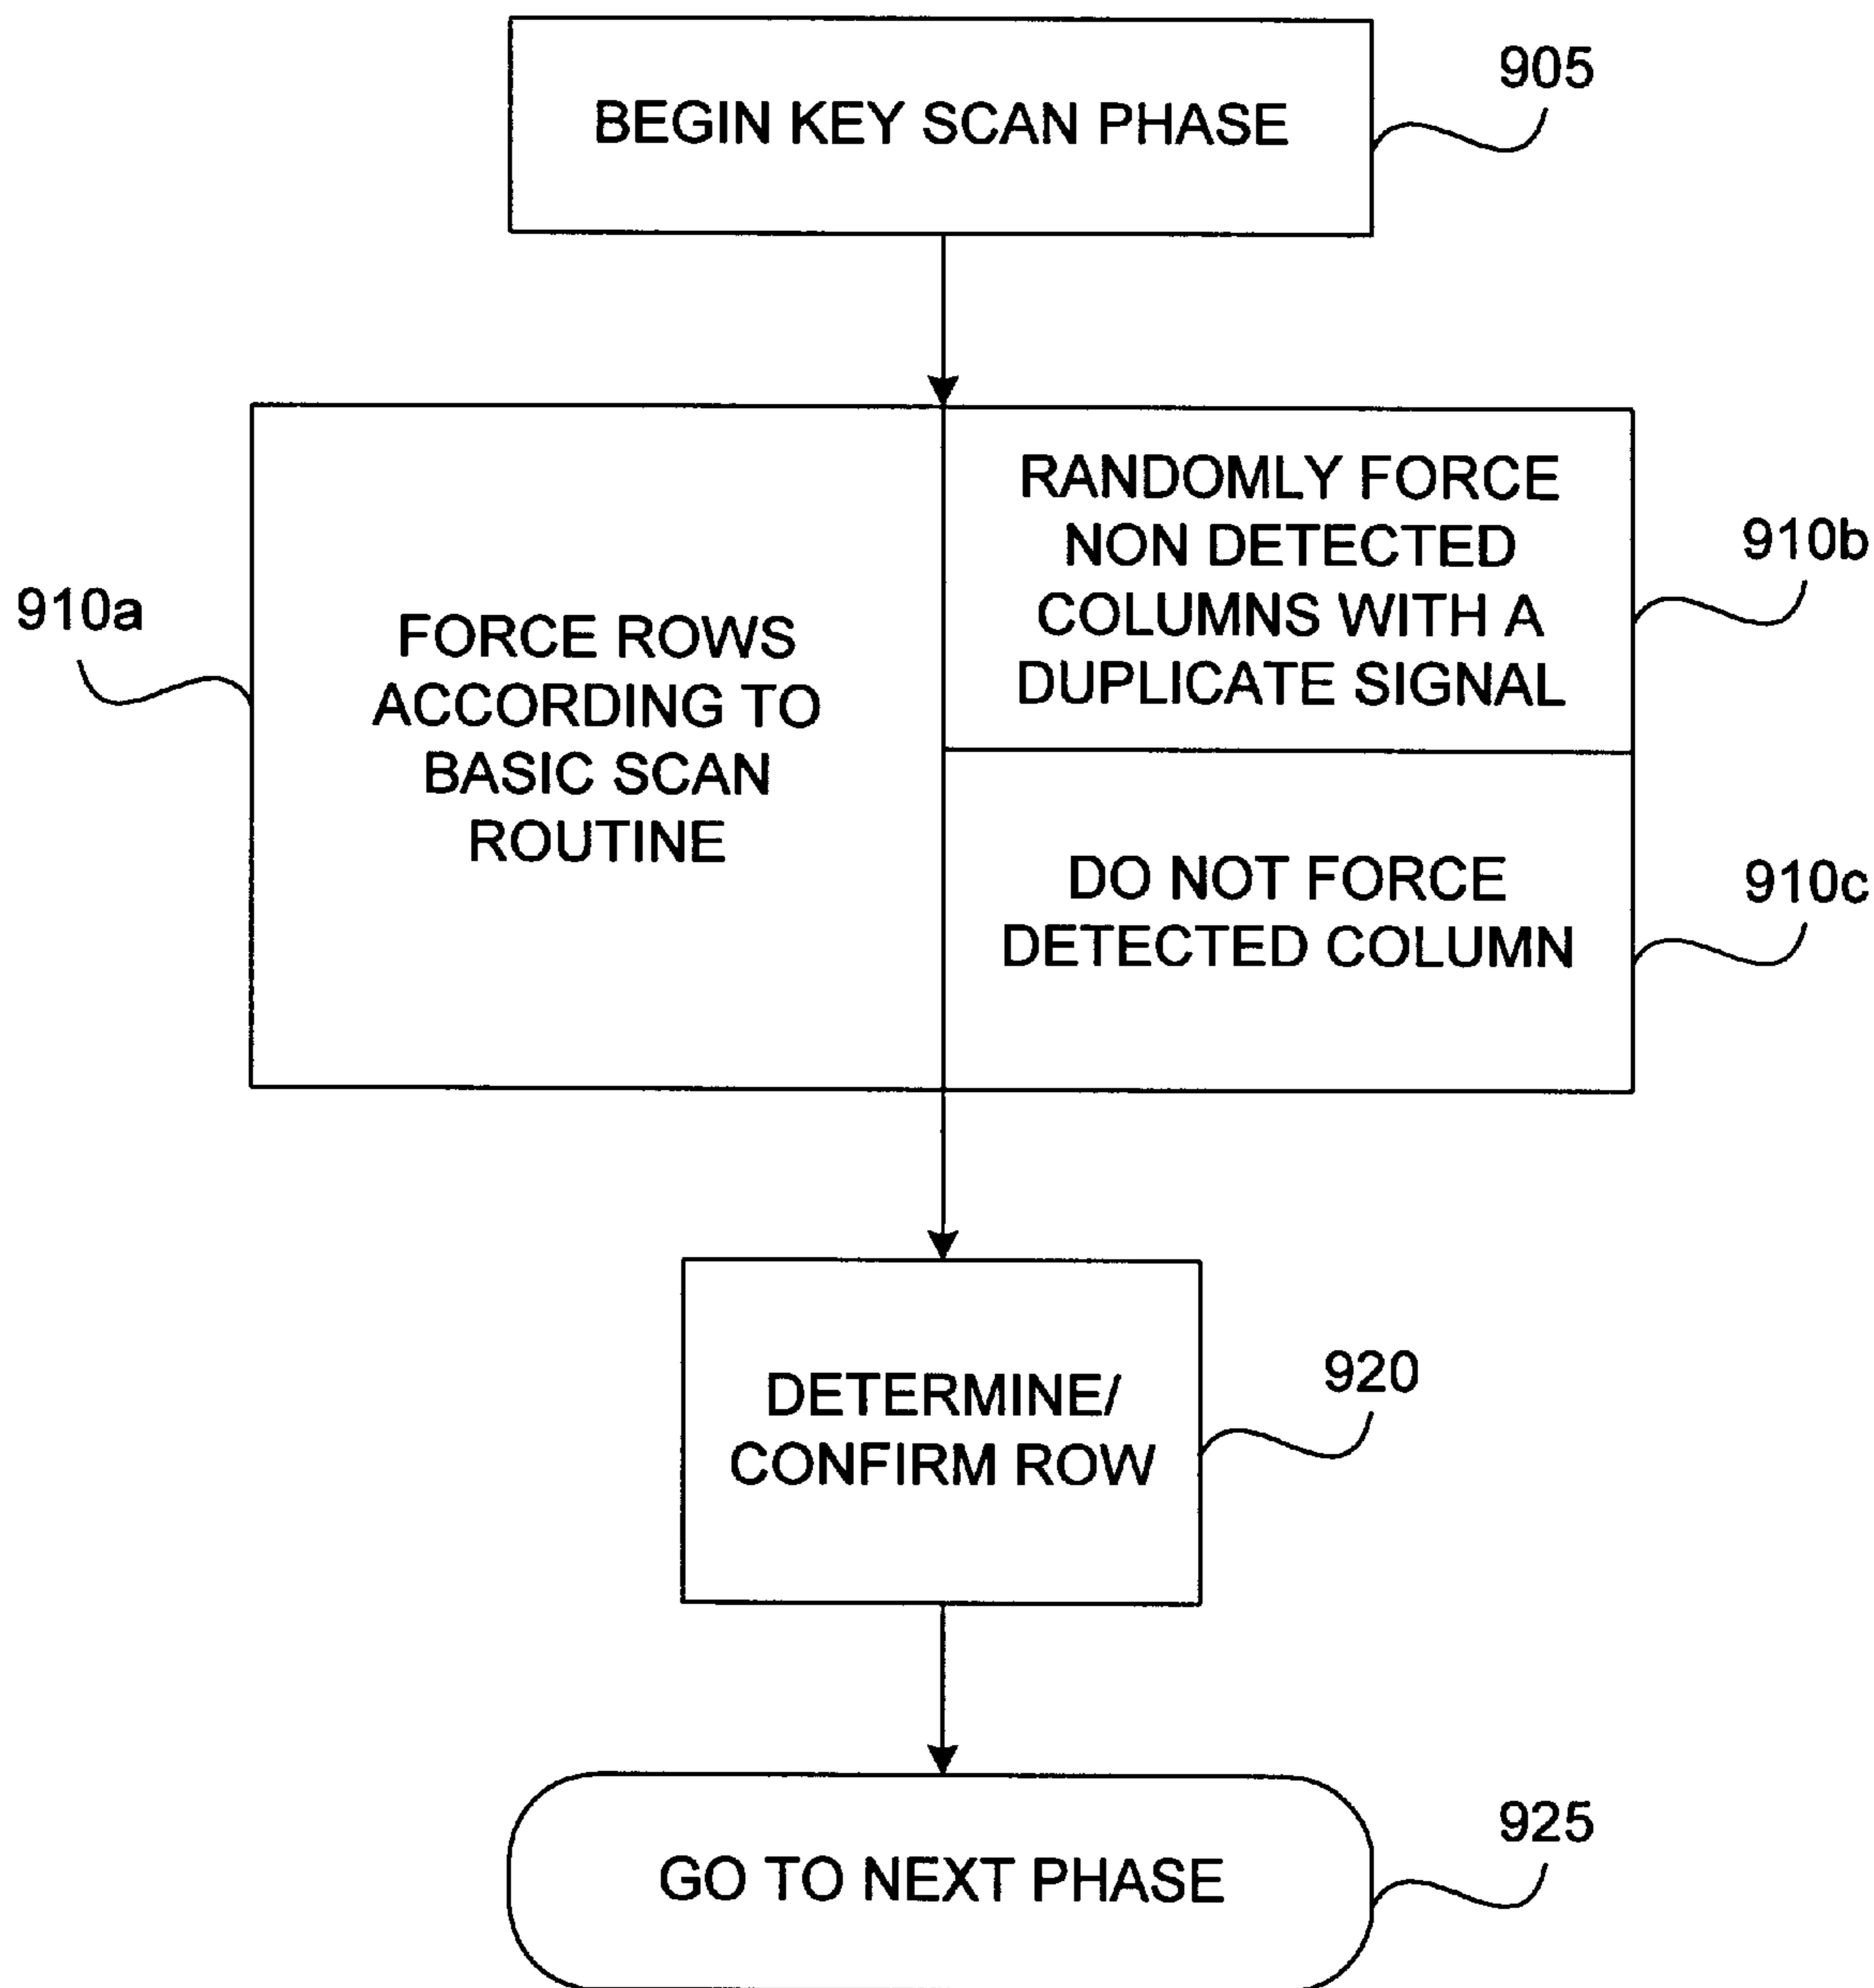 BEGIN KEY SCAN PHASE
905
910a
FORCE ROWS
ACCORDING TO
BASIC SCAN
ROUTINE
RANDOMLY FORCE
NON DETECTED
COLUMNS WITH A
DUPLICATE SIGNAL
910b
DO NOT FORCE
DETECTED COLUMN
910c
DETERMINE/
CONFIRM ROW
920
GO TO NEXT PHASE
925